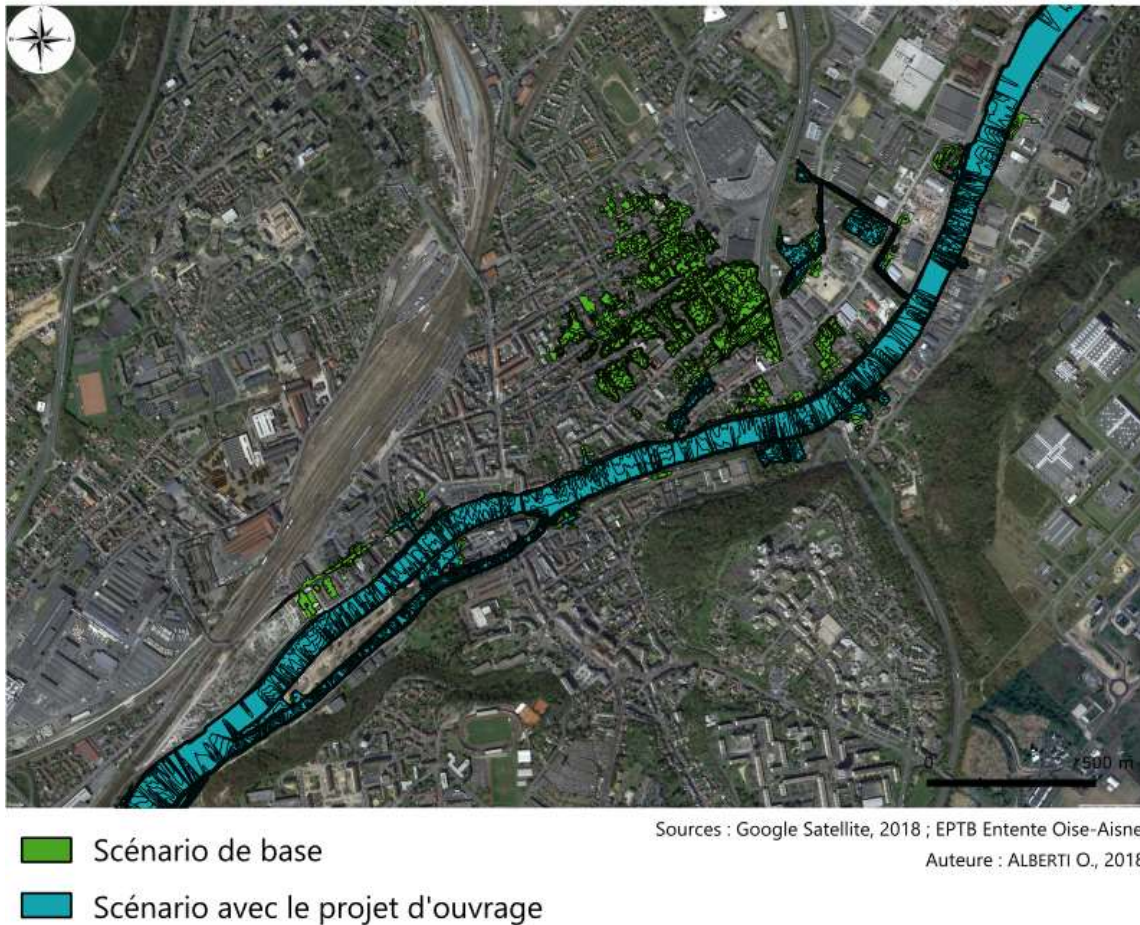 0 500 m
Sources : Google Satellite, 2018 ; EPTB Entente Oise-Aisne
Auteure : ALBERTI O., 2018
Scénario de base
Scénario avec le projet d'ouvrage